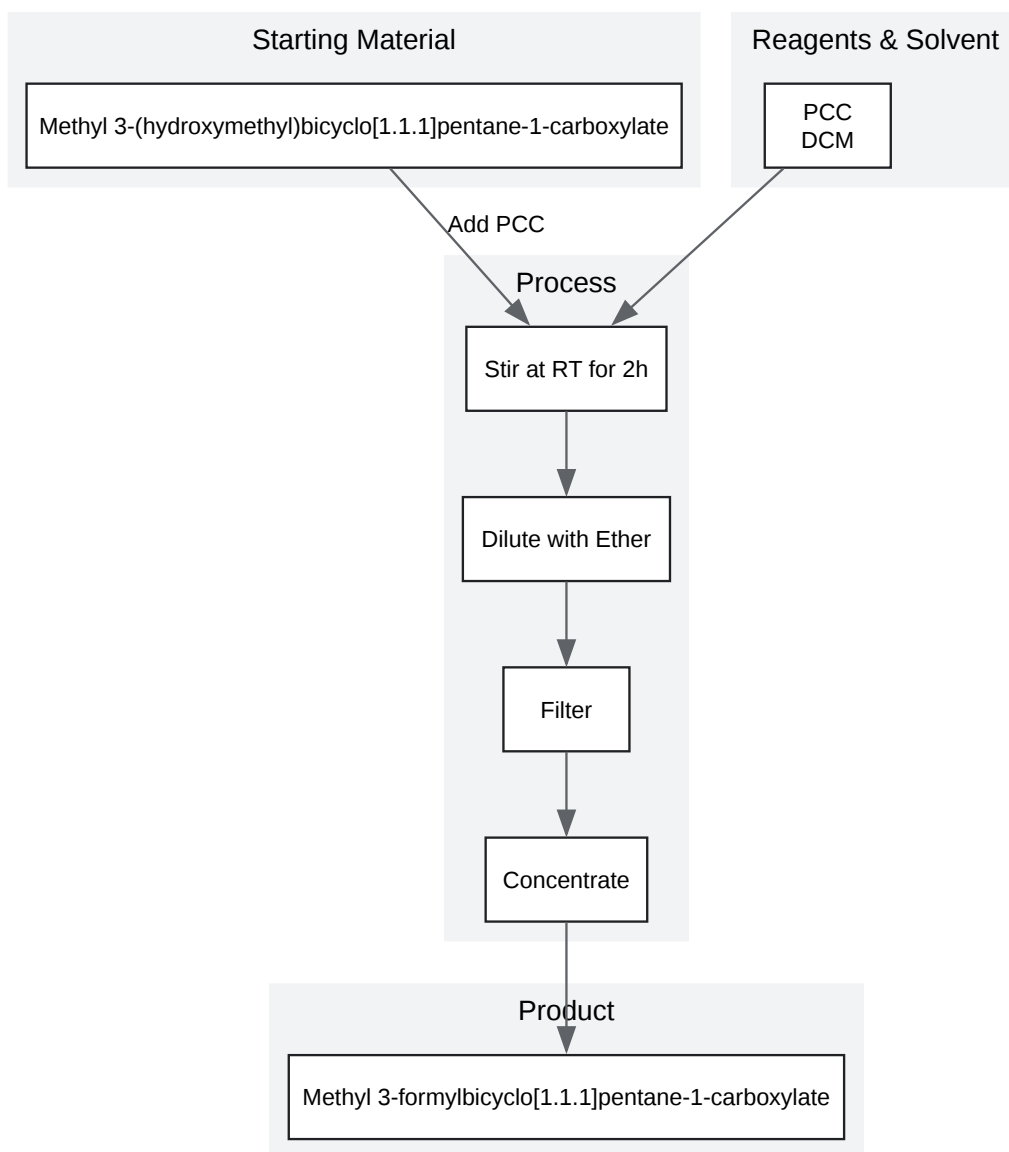 Starting Material
Reagents & Solvent
Methyl 3-(hydroxymethyl)bicyclo[1.1.1]pentane-1-carboxylate
PCC
DCM
Add PCC
Process
Stir at RT for 2h
Dilute with Ether
Filter
Concentrate
Product
Methyl 3-formylbicyclo[1.1.1]pentane-1-carboxylate